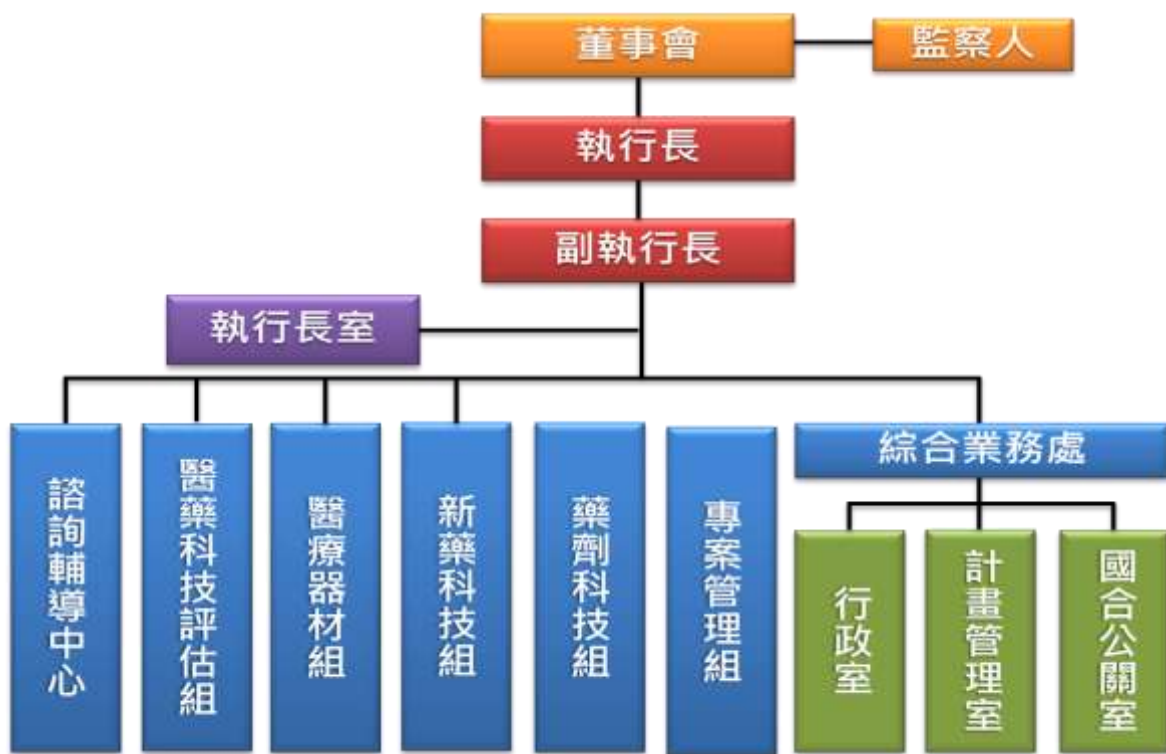 董事會
監察人
執行長
副執行長
執行長室
諮詢輔導中心
醫藥科技評估組
醫療器材組
新藥科技組
藥劑科技組
專案管理組
綜合業務處
行政室
計畫管理室
國合公關室